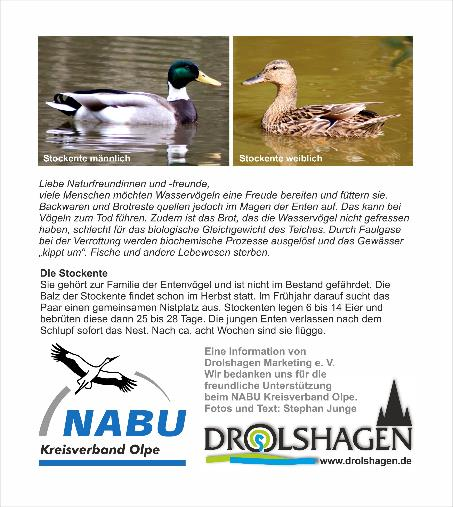 Stockente männlich
Stockente weiblich
Liebe Naturfreundinnen und -freunde,
viele Menschen möchten Wasservögeln eine Freude bereiten und füttern sie.
Backwaren und Brotreste quellen jedoch im Magen der Enten auf. Das kann bei
Vögeln zum Tod führen. Zudem ist das Brot, das die Wasservögel nicht gefressen
haben, schlecht für das biologische Gleichgewicht des Teiches. Durch Faulgase
bei der Verrottung werden biochemische Prozesse ausgelöst und das Gewässer
„kippt um“. Fische und andere Lebewesen sterben.
Die Stockente
Sie gehört zur Familie der Entenvögel und ist nicht im Bestand gefährdet. Die
Balz der Stockente findet schon im Herbst statt. Im Frühjahr darauf sucht das
Paar einen gemeinsamen Nistplatz aus. Stockenten legen 6 bis 14 Eier und
bebrüten diese dann 25 bis 28 Tage. Die jungen Enten verlassen nach dem
Schlupf sofort das Nest. Nach ca. acht Wochen sind sie flügge.
Eine Information von
Drolshagen Marketing e. V.
Wir bedanken uns für die
freundliche Unterstützung
beim NABU Kreisverband Olpe.
Fotos und Text: Stephan Junge
NABU
Kreisverband Olpe
DROLSHAGEN
www.drolshagen.de